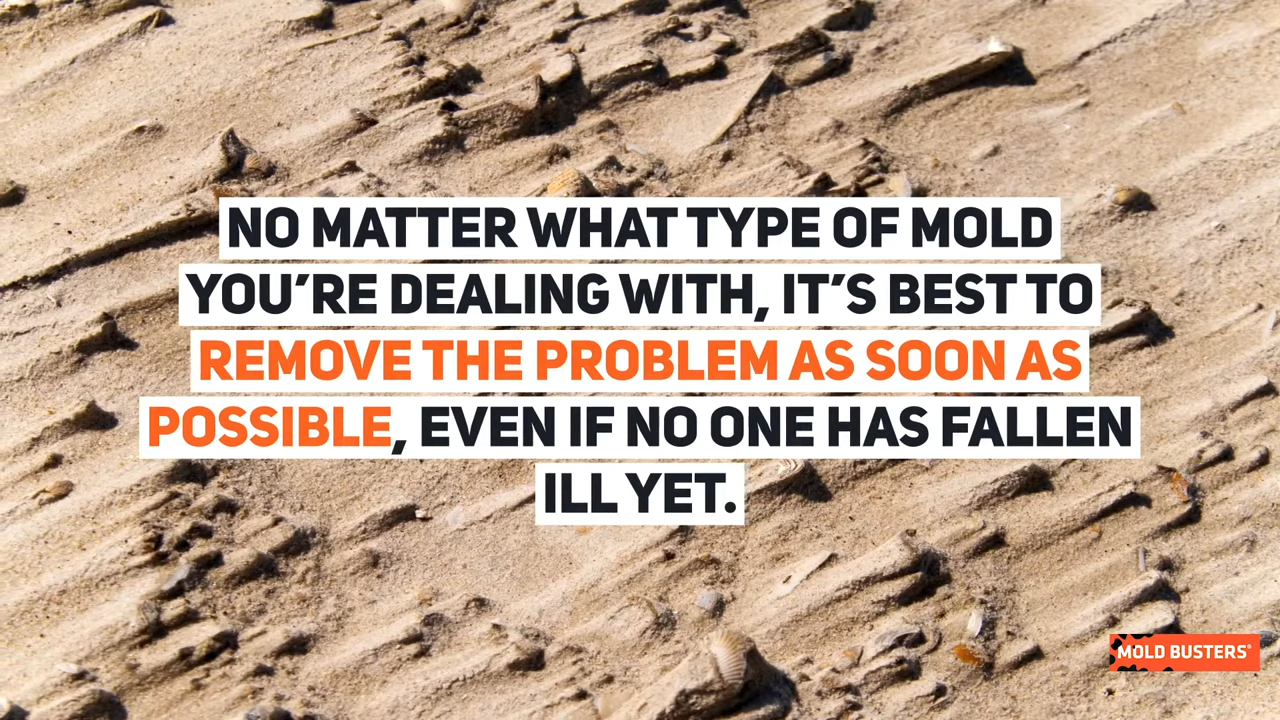 NO MATTER WHAT TYPE OF MOLD
YOU'RE DEALING WITH, IT'S BEST TO
REMOVE THE PROBLEM AS SOON AS
POSSIBLE, EVEN IF NO ONE HAS FALLEN
ILL YET.
MOLD BUSTERS®